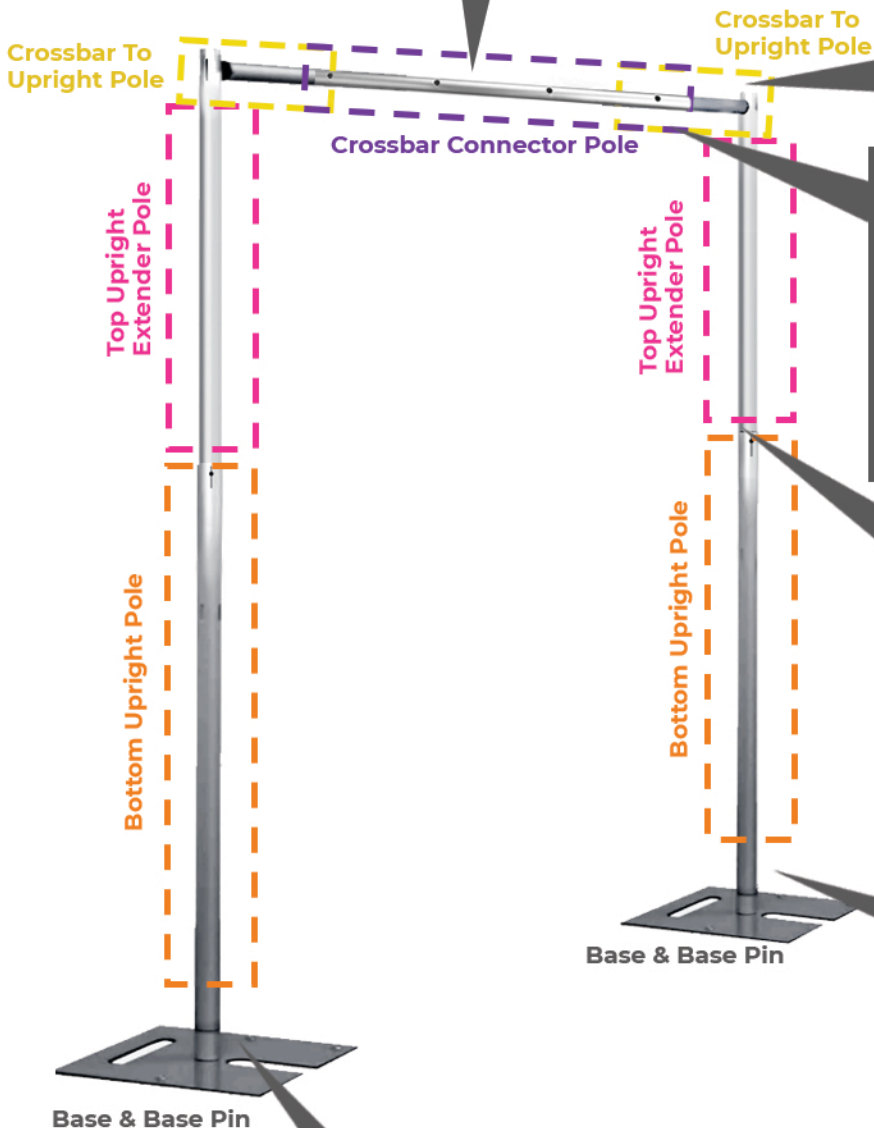 Crossbar To
Upright Pole
Crossbar To
Upright Pole
Crossbar Connector Pole
Top Upright
Extender Pole
Top Upright
Extender Pole
Bottom Upright Pole
Bottom Upright Pole
Base & Base Pin
Base & Base Pin